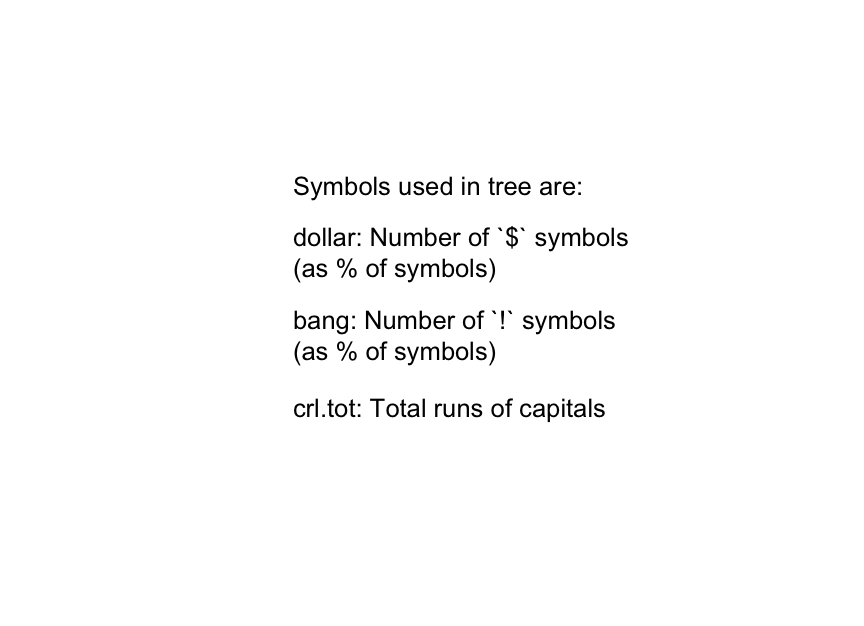 Symbols used in tree are:
dollar: Number of `$` symbols
(as % of symbols)
bang: Number of `!` symbols
(as % of symbols)
crl.tot: Total runs of capitals